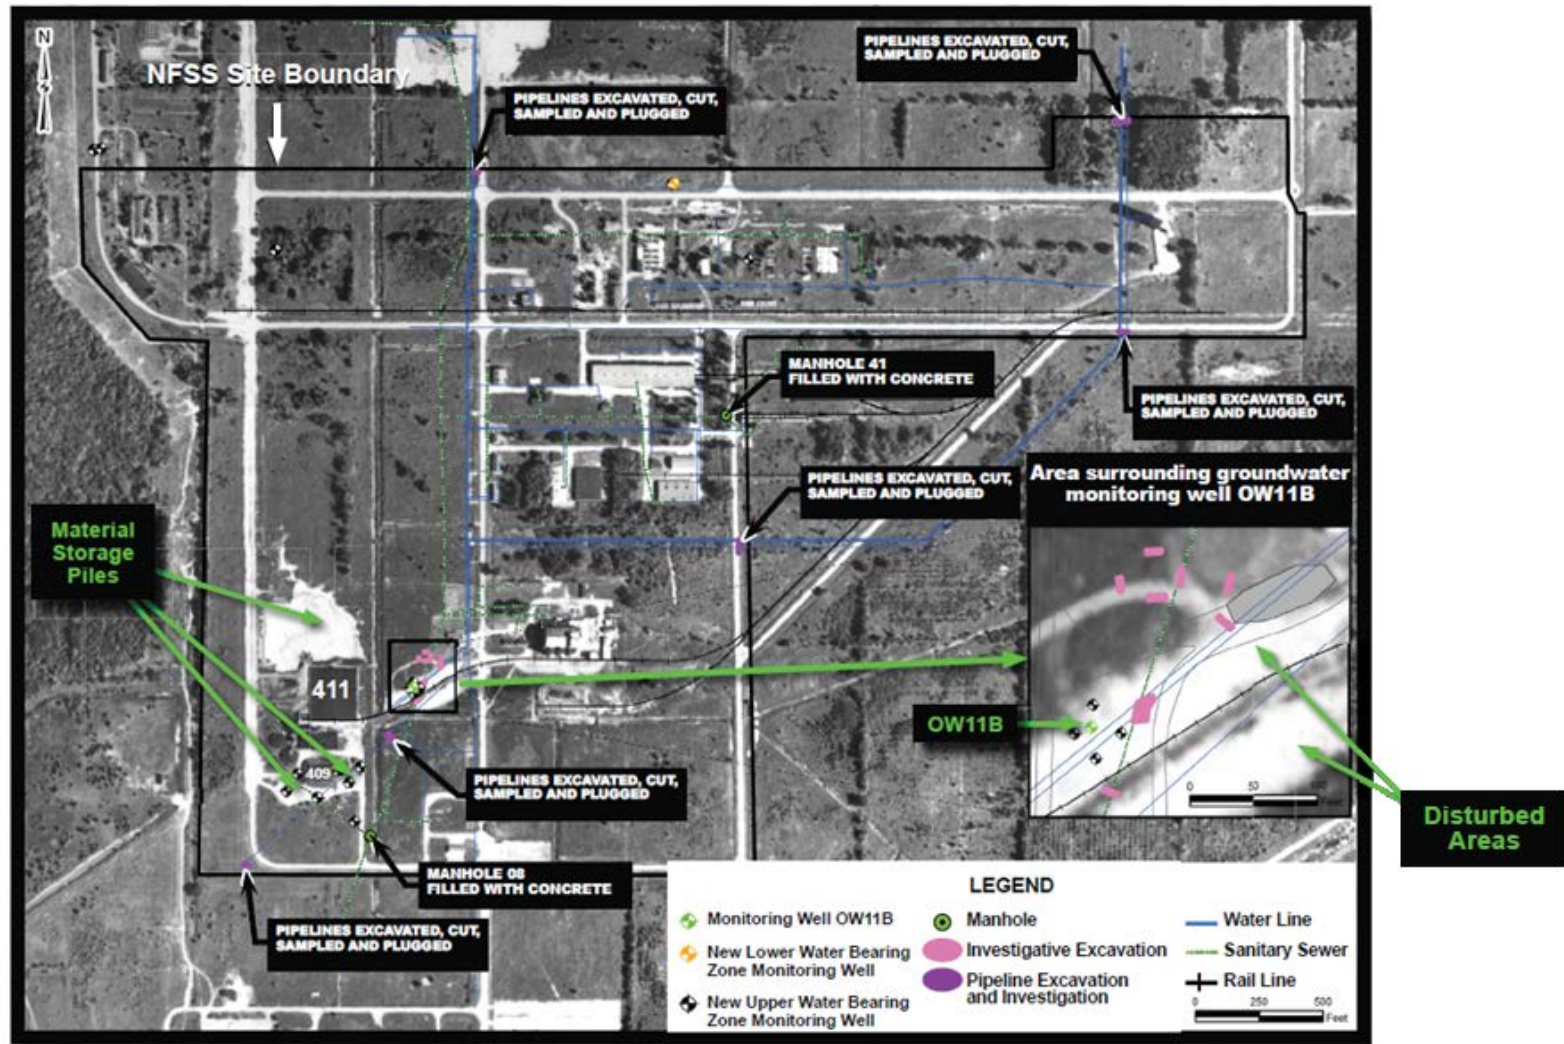 N
NFSS Site Boundary
PIPELINES EXCAVATED, CUT,
SAMPLED AND PLUGGED
PIPELINES EXCAVATED, CUT,
SAMPLED AND PLUGGED
MANHOLE 41
FILLED WITH CONCRETE
PIPELINES EXCAVATED, CUT,
SAMPLED AND PLUGGED
PIPELINES EXCAVATED, CUT,
SAMPLED AND PLUGGED
Area surrounding groundwater
monitoring well OW11B
Material
Storage
Piles
411
OW11B
409
PIPELINES EXCAVATED, CUT,
SAMPLED AND PLUGGED
0 50
Disturbed
Areas
MANHOLE 08
FILLED WITH CONCRETE
PIPELINES EXCAVATED, CUT,
SAMPLED AND PLUGGED
LEGEND
Monitoring Well OW11B
New Lower Water Bearing
Zone Monitoring Well
New Upper Water Bearing
Zone Monitoring Well
Manhole
Investigative Excavation
Pipeline Excavation
and Investigation
Water Line
Sanitary Sewer
Rail Line
0 250 500
Feet